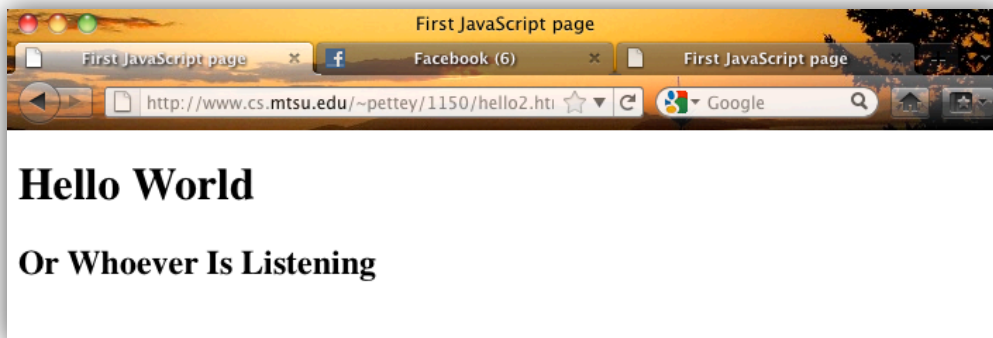 First JavaScript page
First JavaScript page Facebook (6) First JavaScript page
http://www.cs.mtsu.edu/~pettey/1150/hello2.ht Google
Hello World
Or Whoever Is Listening